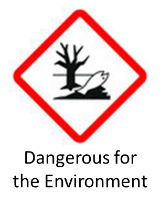 Dangerous for
the Environment